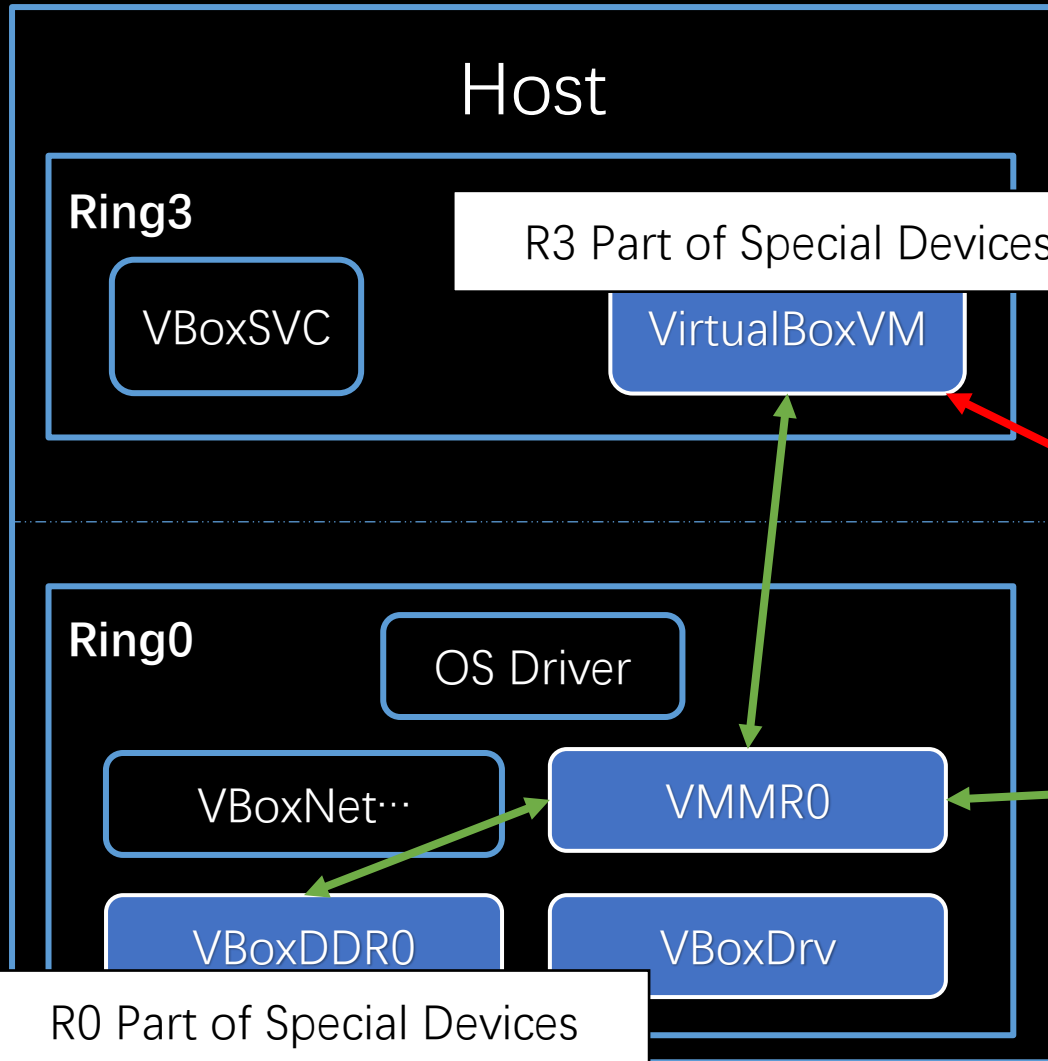 Host
Ring3
R3 Part of Special Devices
VBoxSVC
VirtualBoxVM
Ring0
OS Driver
VBoxNet…
VMMR0
VBoxDDR0
VBoxDrv
R0 Part of Special Devices